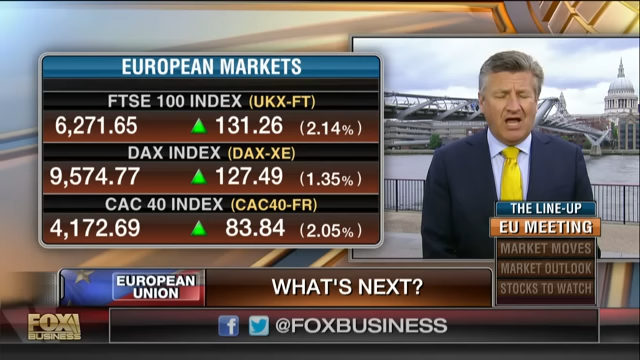 EUROPEAN MARKETS
FTSE 100 INDEX (UKX-FT)
6,271.65 131.26 (2.14%)
DAX INDEX (DAX-XE)
9,574.77 127.49 (1.35%)
CAC 40 INDEX (CAC40-FR)
4,172.69 83.84 (2.05%)
THE LINE-UP
EU MEETING
MARKET MOVES
MARKET OUTLOOK
STOCKS TO WATCH
EUROPEAN
UNION
WHAT'S NEXT?
FOX
BUSINESS
@FOXBUSINESS